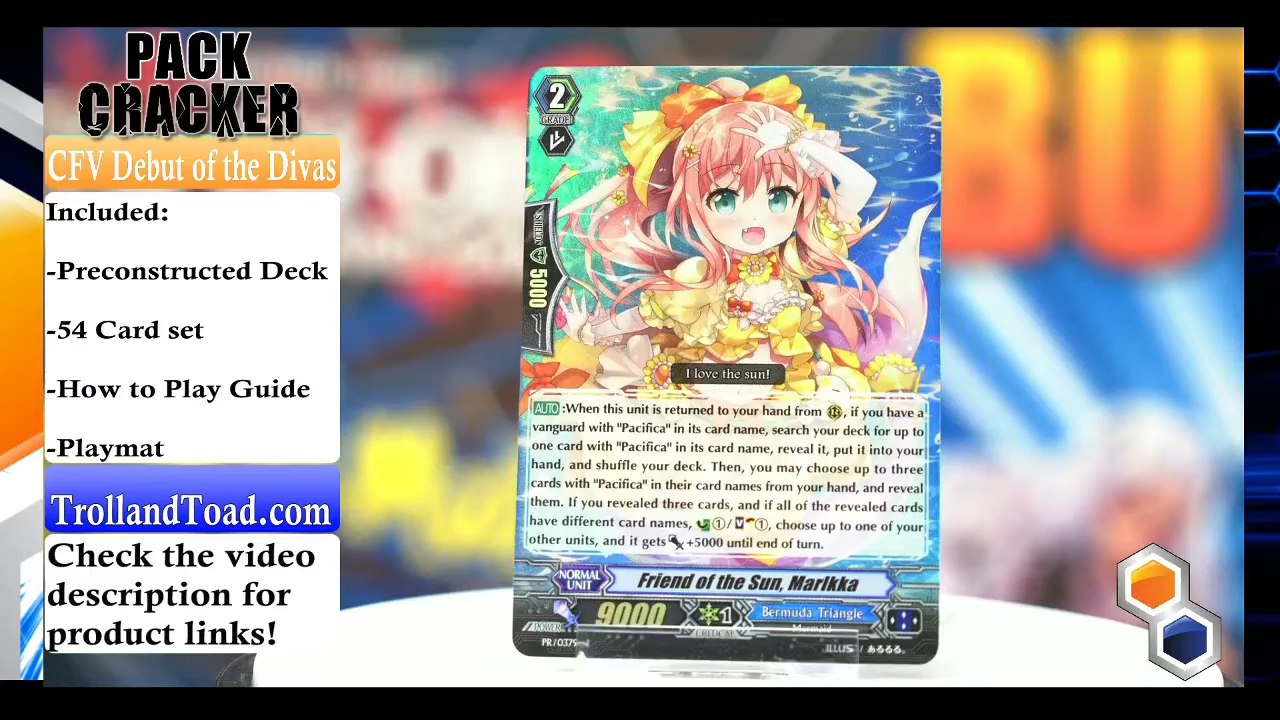 PACK
CRACKER
CFV Debut of the Divas
Included:
-Preconstructed Deck
-54 Card set
-How to Play Guide
-Playmat
TrollandToad.com
Check the video
description for
product links!
BU
2
GRADE
SHIELD
5000
I love the sun!
AUTO :When this unit is returned to your hand from , if you have a
vanguard with "Pacifica" in its card name, search your deck for up to
one card with "Pacifica" in its card name, reveal it, put it into your
hand, and shuffle your deck. Then, you may choose up to three
cards with "Pacifica" in their card names from your hand, and reveal
them. If you revealed three cards, and if all of the revealed cards
have different card names, ①/ ①, choose up to one of your
other units, and it gets +5000 until end of turn.
NORMAL
UNIT
Friend of the Sun, Marlkka
POWER
9000
1
CRITICAL
Bermuda Triangle
Mermaid
PR/0375
ILLUS / あるるる。